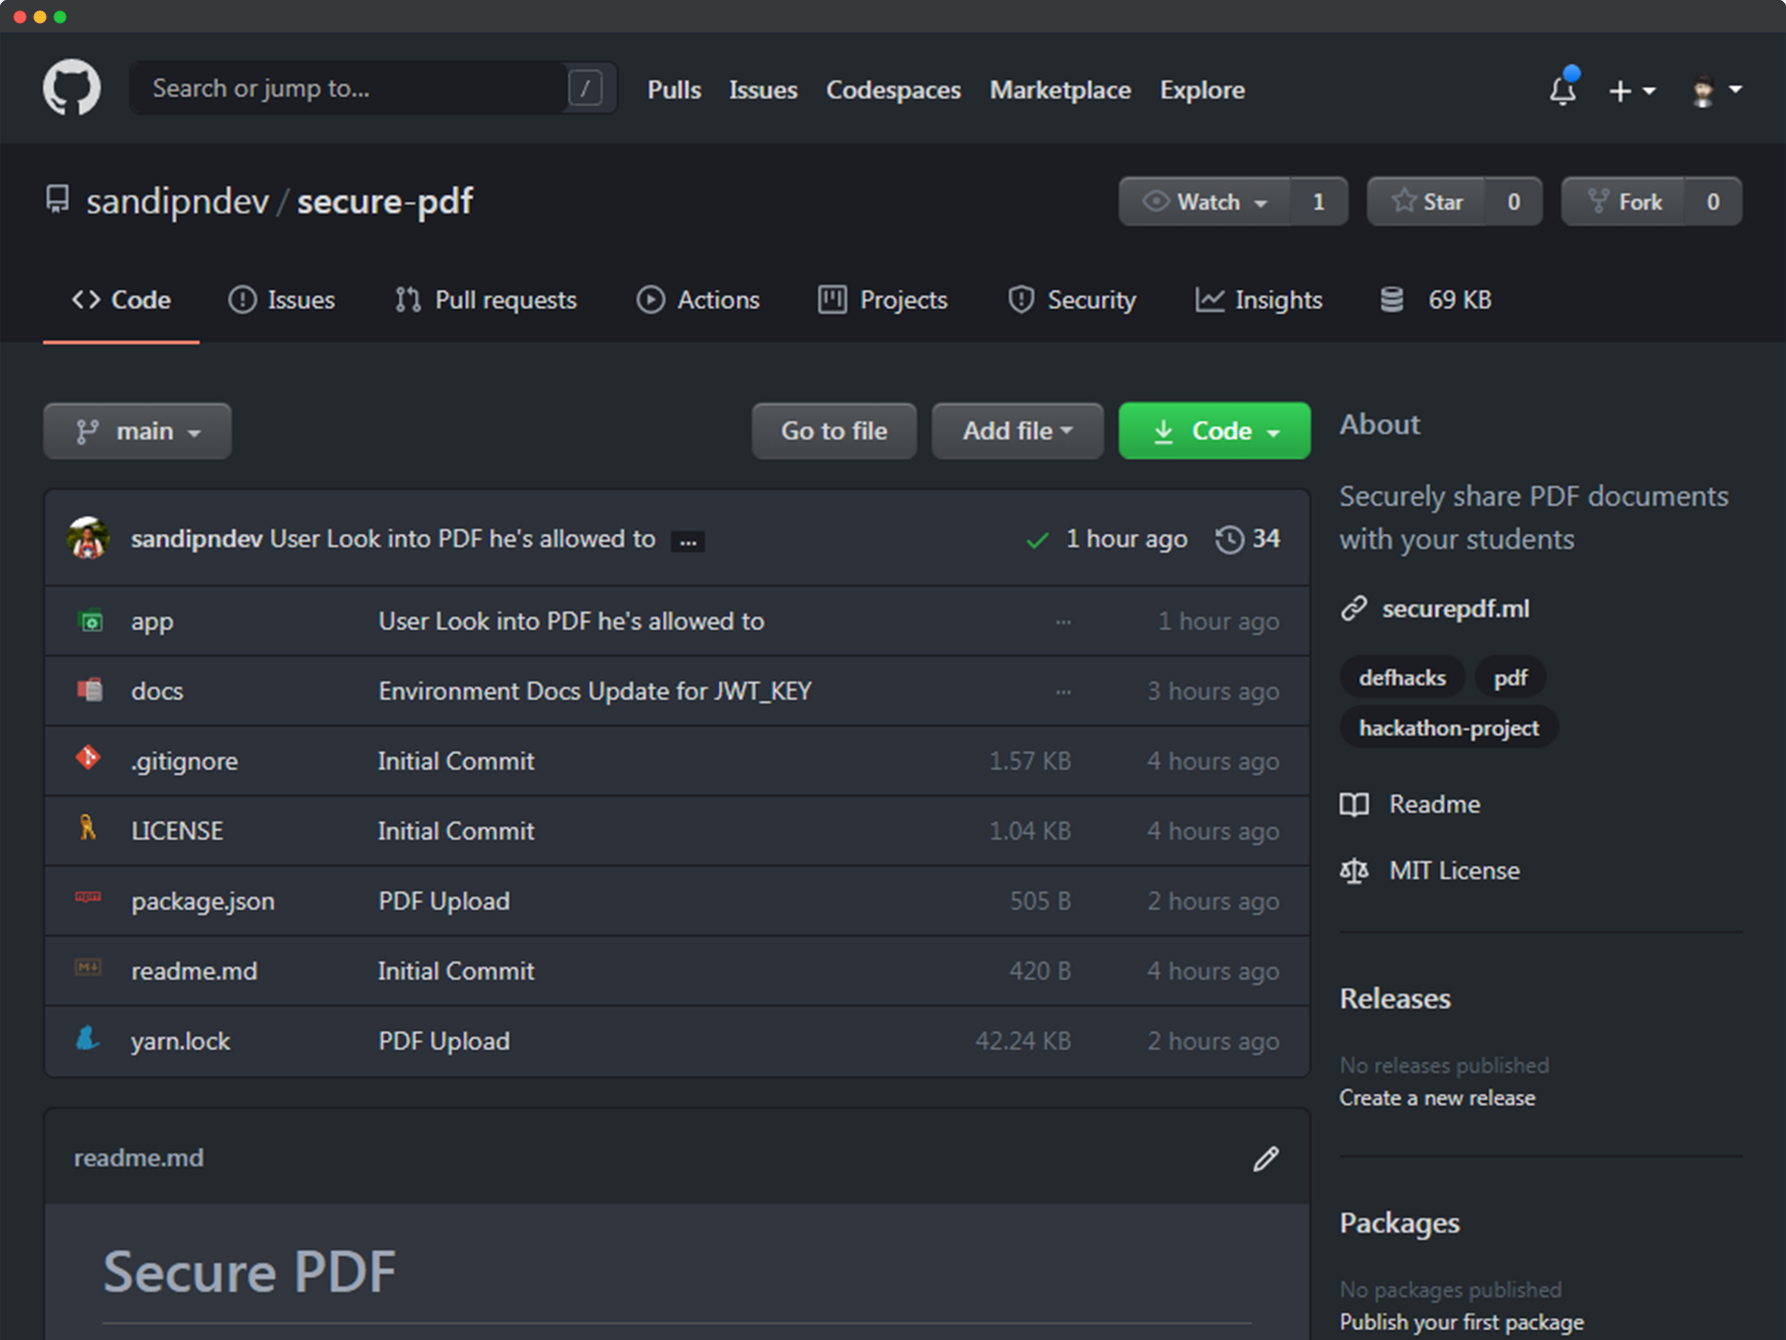 Search or jump to... / Pulls Issues Codespaces Marketplace Explore
sandipndev / secure-pdf Watch 1 Star 0 Fork 0
Code Issues Pull requests Actions Projects Security Insights 69 KB
main Go to file Add file Code
sandipndev User Look into PDF he's allowed to ... 1 hour ago 34
app User Look into PDF he's allowed to ... 1 hour ago
docs Environment Docs Update for JWT_KEY ... 3 hours ago
.gitignore Initial Commit 1.57 KB 4 hours ago
LICENSE Initial Commit 1.04 KB 4 hours ago
npm package.json PDF Upload 505 B 2 hours ago
M readme.md Initial Commit 420 B 4 hours ago
yarn.lock PDF Upload 42.24 KB 2 hours ago
readme.md
Secure PDF
About
Securely share PDF documents
with your students
securepdf.ml
defhacks pdf
hackathon-project
Readme
MIT License
Releases
No releases published
Create a new release
Packages
No packages published
Publish your first package